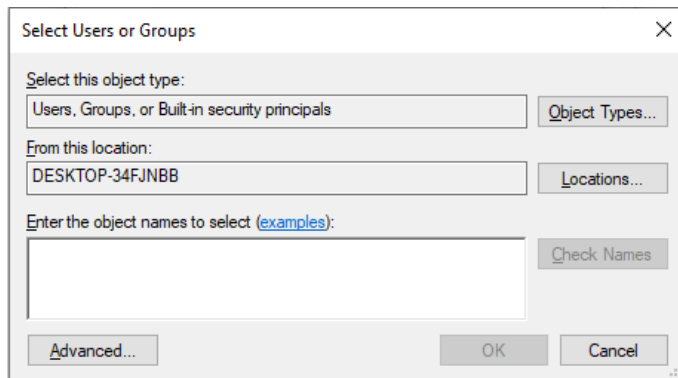 Select Users or Groups
Select this object type:
Users, Groups, or Built-in security principals
Object Types...
From this location:
DESKTOP-34FJNBB
Locations...
Enter the object names to select (examples):
Check Names
Advanced...
OK
Cancel